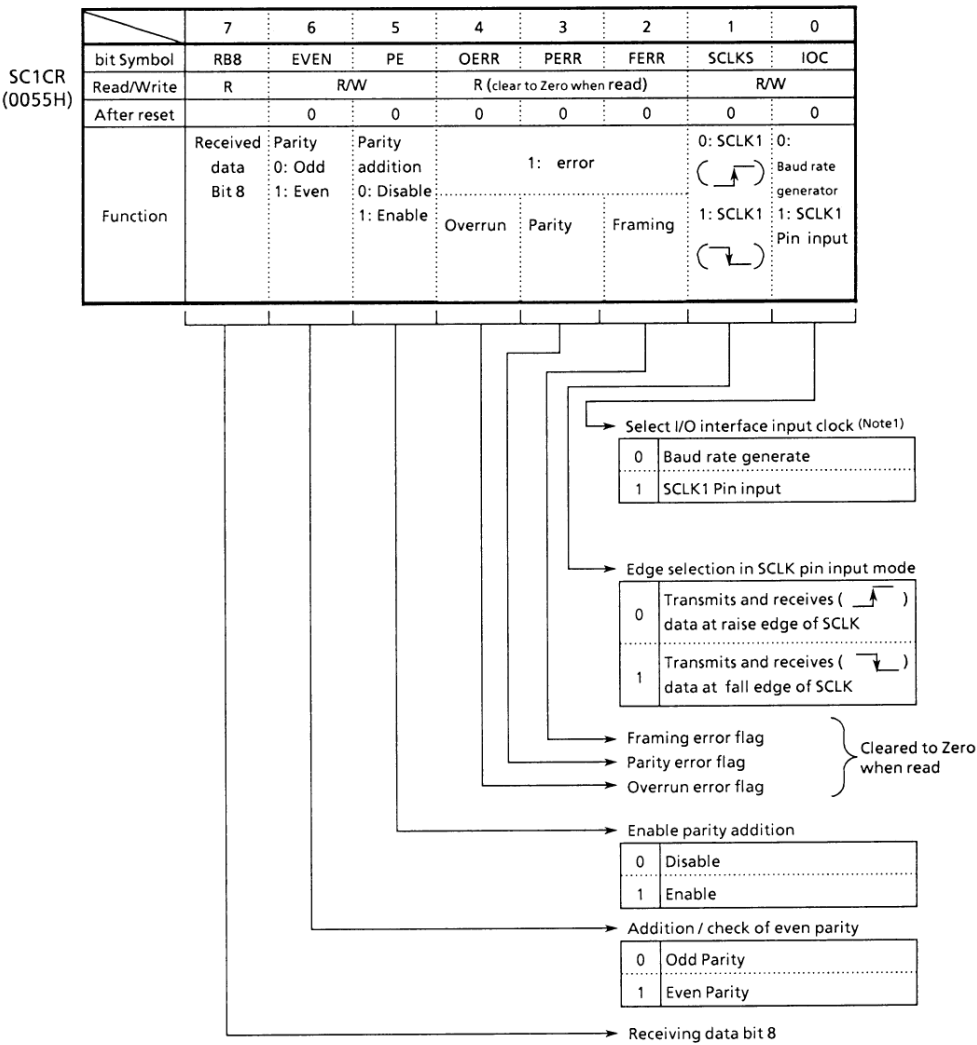 SC1CR
(0055H)
7 6 5 4 3 2 1 0
bit Symbol RB8 EVEN PE OERR PERR FERR SCLKS IOC
Read/Write R R/W R (clear to Zero when read) R/W
After reset 0 0 0 0 0 0 0
Function
Received
data
Bit 8
Parity
0: Odd
1: Even
Parity
addition
0: Disable
1: Enable
1: error
Overrun Parity Framing
0: SCLK1
( )
1: SCLK1
( )
0:
Baud rate
generator
1: SCLK1
Pin input
Select I/O interface input clock (Note1)
0 Baud rate generate
1 SCLK1 Pin input
Edge selection in SCLK pin input mode
0 Transmits and receives ( )
data at raise edge of SCLK
1 Transmits and receives ( )
data at fall edge of SCLK
Framing error flag
Parity error flag
Overrun error flag
Cleared to Zero
when read
Enable parity addition
0 Disable
1 Enable
Addition / check of even parity
0 Odd Parity
1 Even Parity
Receiving data bit 8